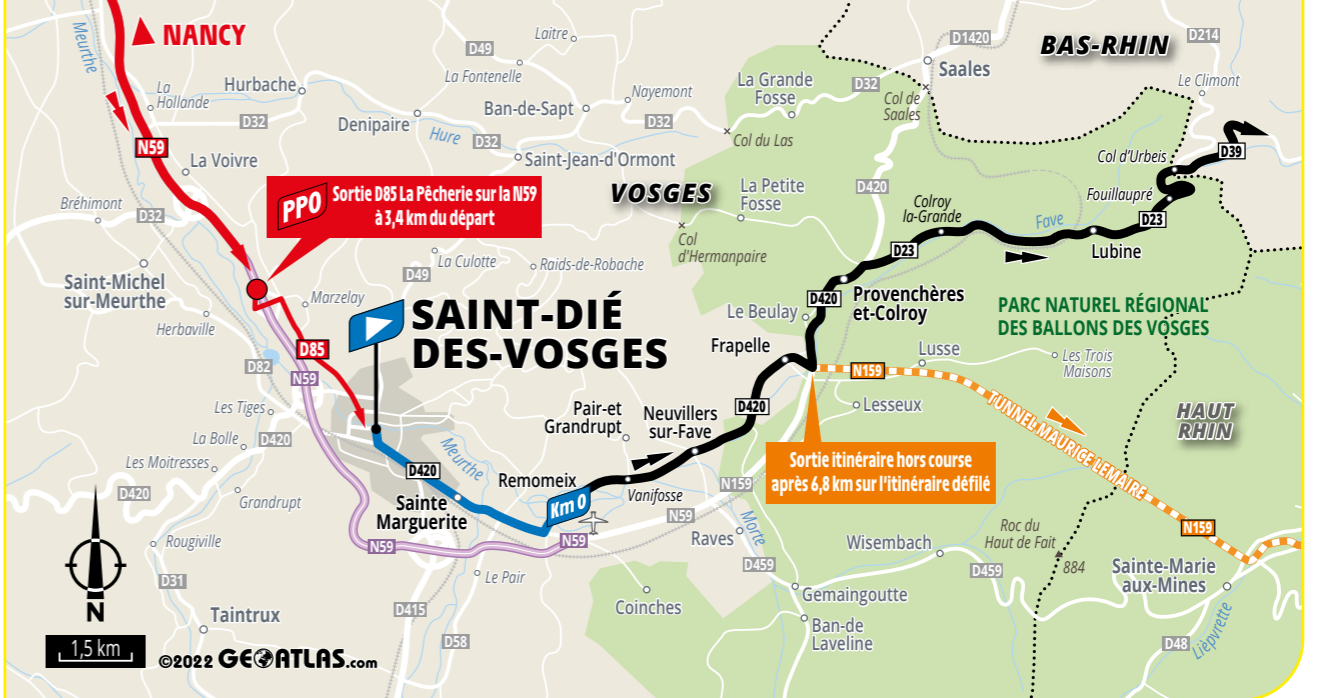 NANCY
Meurthe
Laitre
D49
La Fontenelle
D1420
BAS-RHIN
D214
Saales
Le Climont
La
Hollande
Hurbache
D32
Denipaire
Hure
D32
Ban-de-Sapt
Nayemont
D32
Saint-Jean-d'Ormont
La Grande
Fosse
D32
Col de
Saales
Col du Las
N59
La Voivre
Col d'Urbeis
D39
PPO
Sortie D85 La Pêcherie sur la N59
à 3,4 km du départ
VOSGES
La Petite
Fosse
D420
Colroy
la-Grande
Fave
Fouillaupré
D23
Bréhimont
D32
Col
d'Hermanpaire
D23
Lubine
La Culotte
D49
Raids-de-Robache
Saint-Michel
sur-Meurthe
Marzelay
Herbaville
D420
Provenchères
et-Colroy
PARC NATUREL RÉGIONAL
DES BALLONS DES VOSGES
SAINT-DIÉ
DES-VOSGES
Le Beulay
Frapelle
D85
D82
N59
N159
Lusse
Les Trois
Maisons
Les Tiges
La Bolle
D420
Les Moitresses
Pair-et
Grandrupt
Neuvillers
sur-Fave
D420
Lesseux
TUNNEL MAURICE LEMAIRE
HAUT
RHIN
Meurthe
D420
Sortie itinéraire hors course
après 6,8 km sur l'itinéraire défilé
Remomeix
Vanifosse
N159
D420
Grandrupt
Sainte
Marguerite
Km 0
N59
Raves
Morte
Rougiville
N59
N59
Wisembach
Roc du
Haut de Fait
884
N159
Sainte-Marie
aux-Mines
D459
D459
Le Pair
Coinches
Gemaingoutte
D31
D415
Taintrux
Ban-de
Laveline
D58
D48
Lièpvrette
N
1,5 km
©2022 GEOATLAS.com